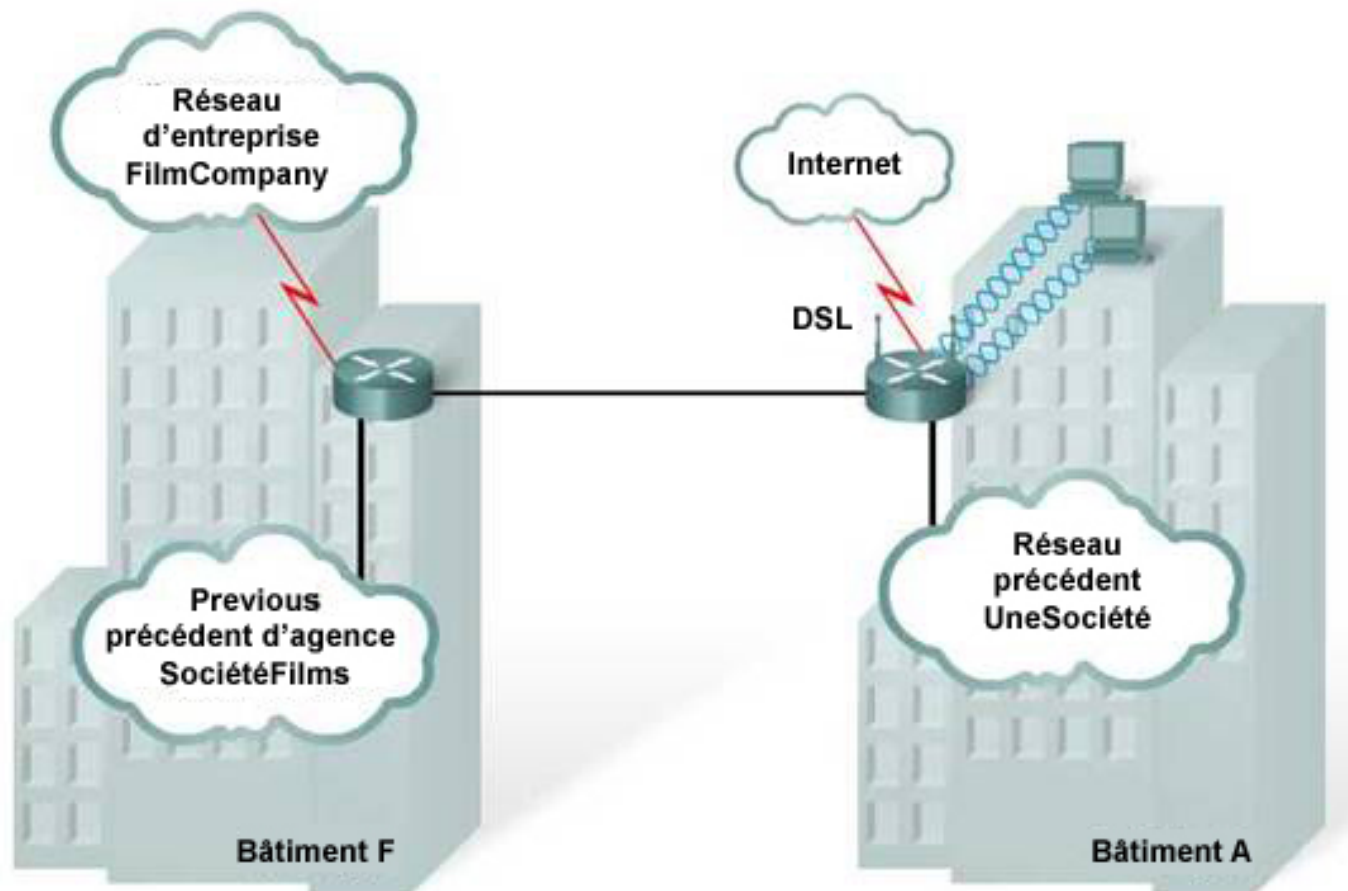 Réseau
d'entreprise
FilmCompany
Internet
DSL
Previous
précédent d'agence
SociétéFilms
Réseau
précédent
UneSociété
Bâtiment F
Bâtiment A